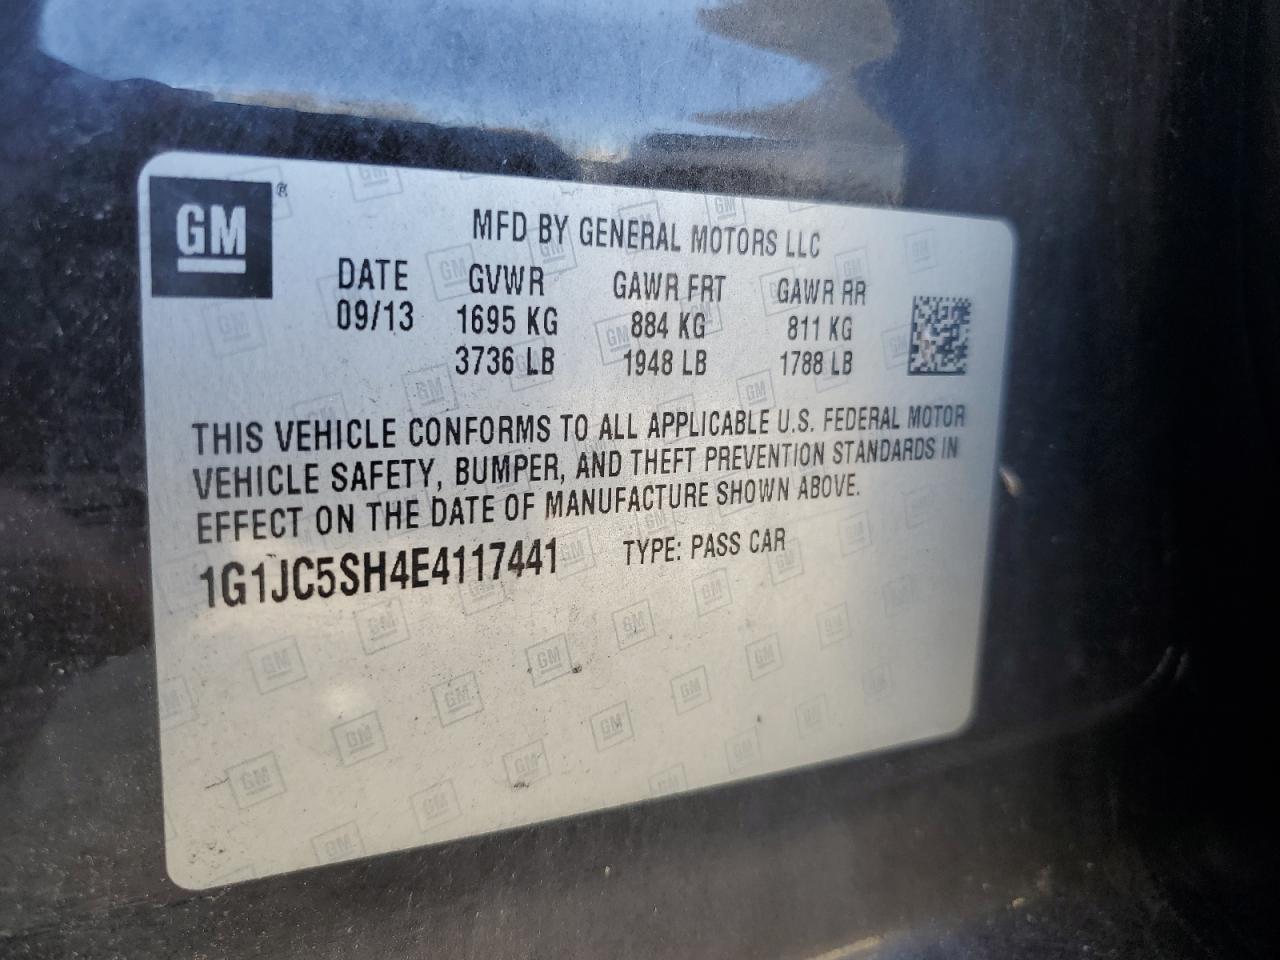 GM ®
MFD BY GENERAL MOTORS LLC
DATE GVWR GAWR FRT GAWR RR
09/13 1695 KG 884 KG 811 KG
3736 LB 1948 LB 1788 LB
THIS VEHICLE CONFORMS TO ALL APPLICABLE U.S. FEDERAL MOTOR
VEHICLE SAFETY, BUMPER, AND THEFT PREVENTION STANDARDS IN
EFFECT ON THE DATE OF MANUFACTURE SHOWN ABOVE.
1G1JC5SH4E4117441 TYPE: PASS CAR